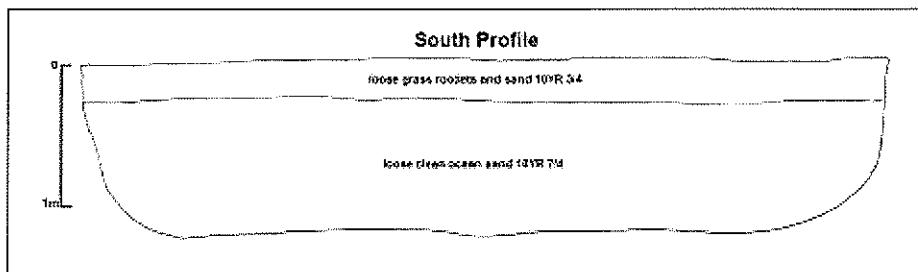 South Profile
0
loose grass rootlets and sand 10YR 3/4
loose clean ocean sand 10YR 7/4
1m